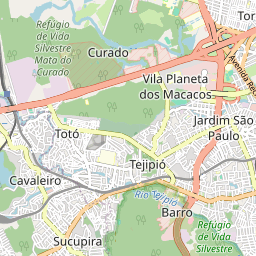 Refúgio
de Vida
Silvestre
Mata do
Curado
Curado
Tor
Avenida Rec
Vila Planeta
dos Macacos
Jardim São
Paulo
Totó
Tejipió
Cavaleiro
Rio Tejipió
Barro
Refúgio
de Vida
Silvestre
Sucupira